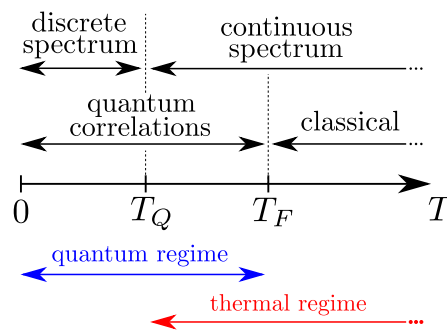 discrete
spectrum
continuous
spectrum
...
quantum
correlations
classical
...
0 T_Q T_F T
quantum regime
thermal regime
...